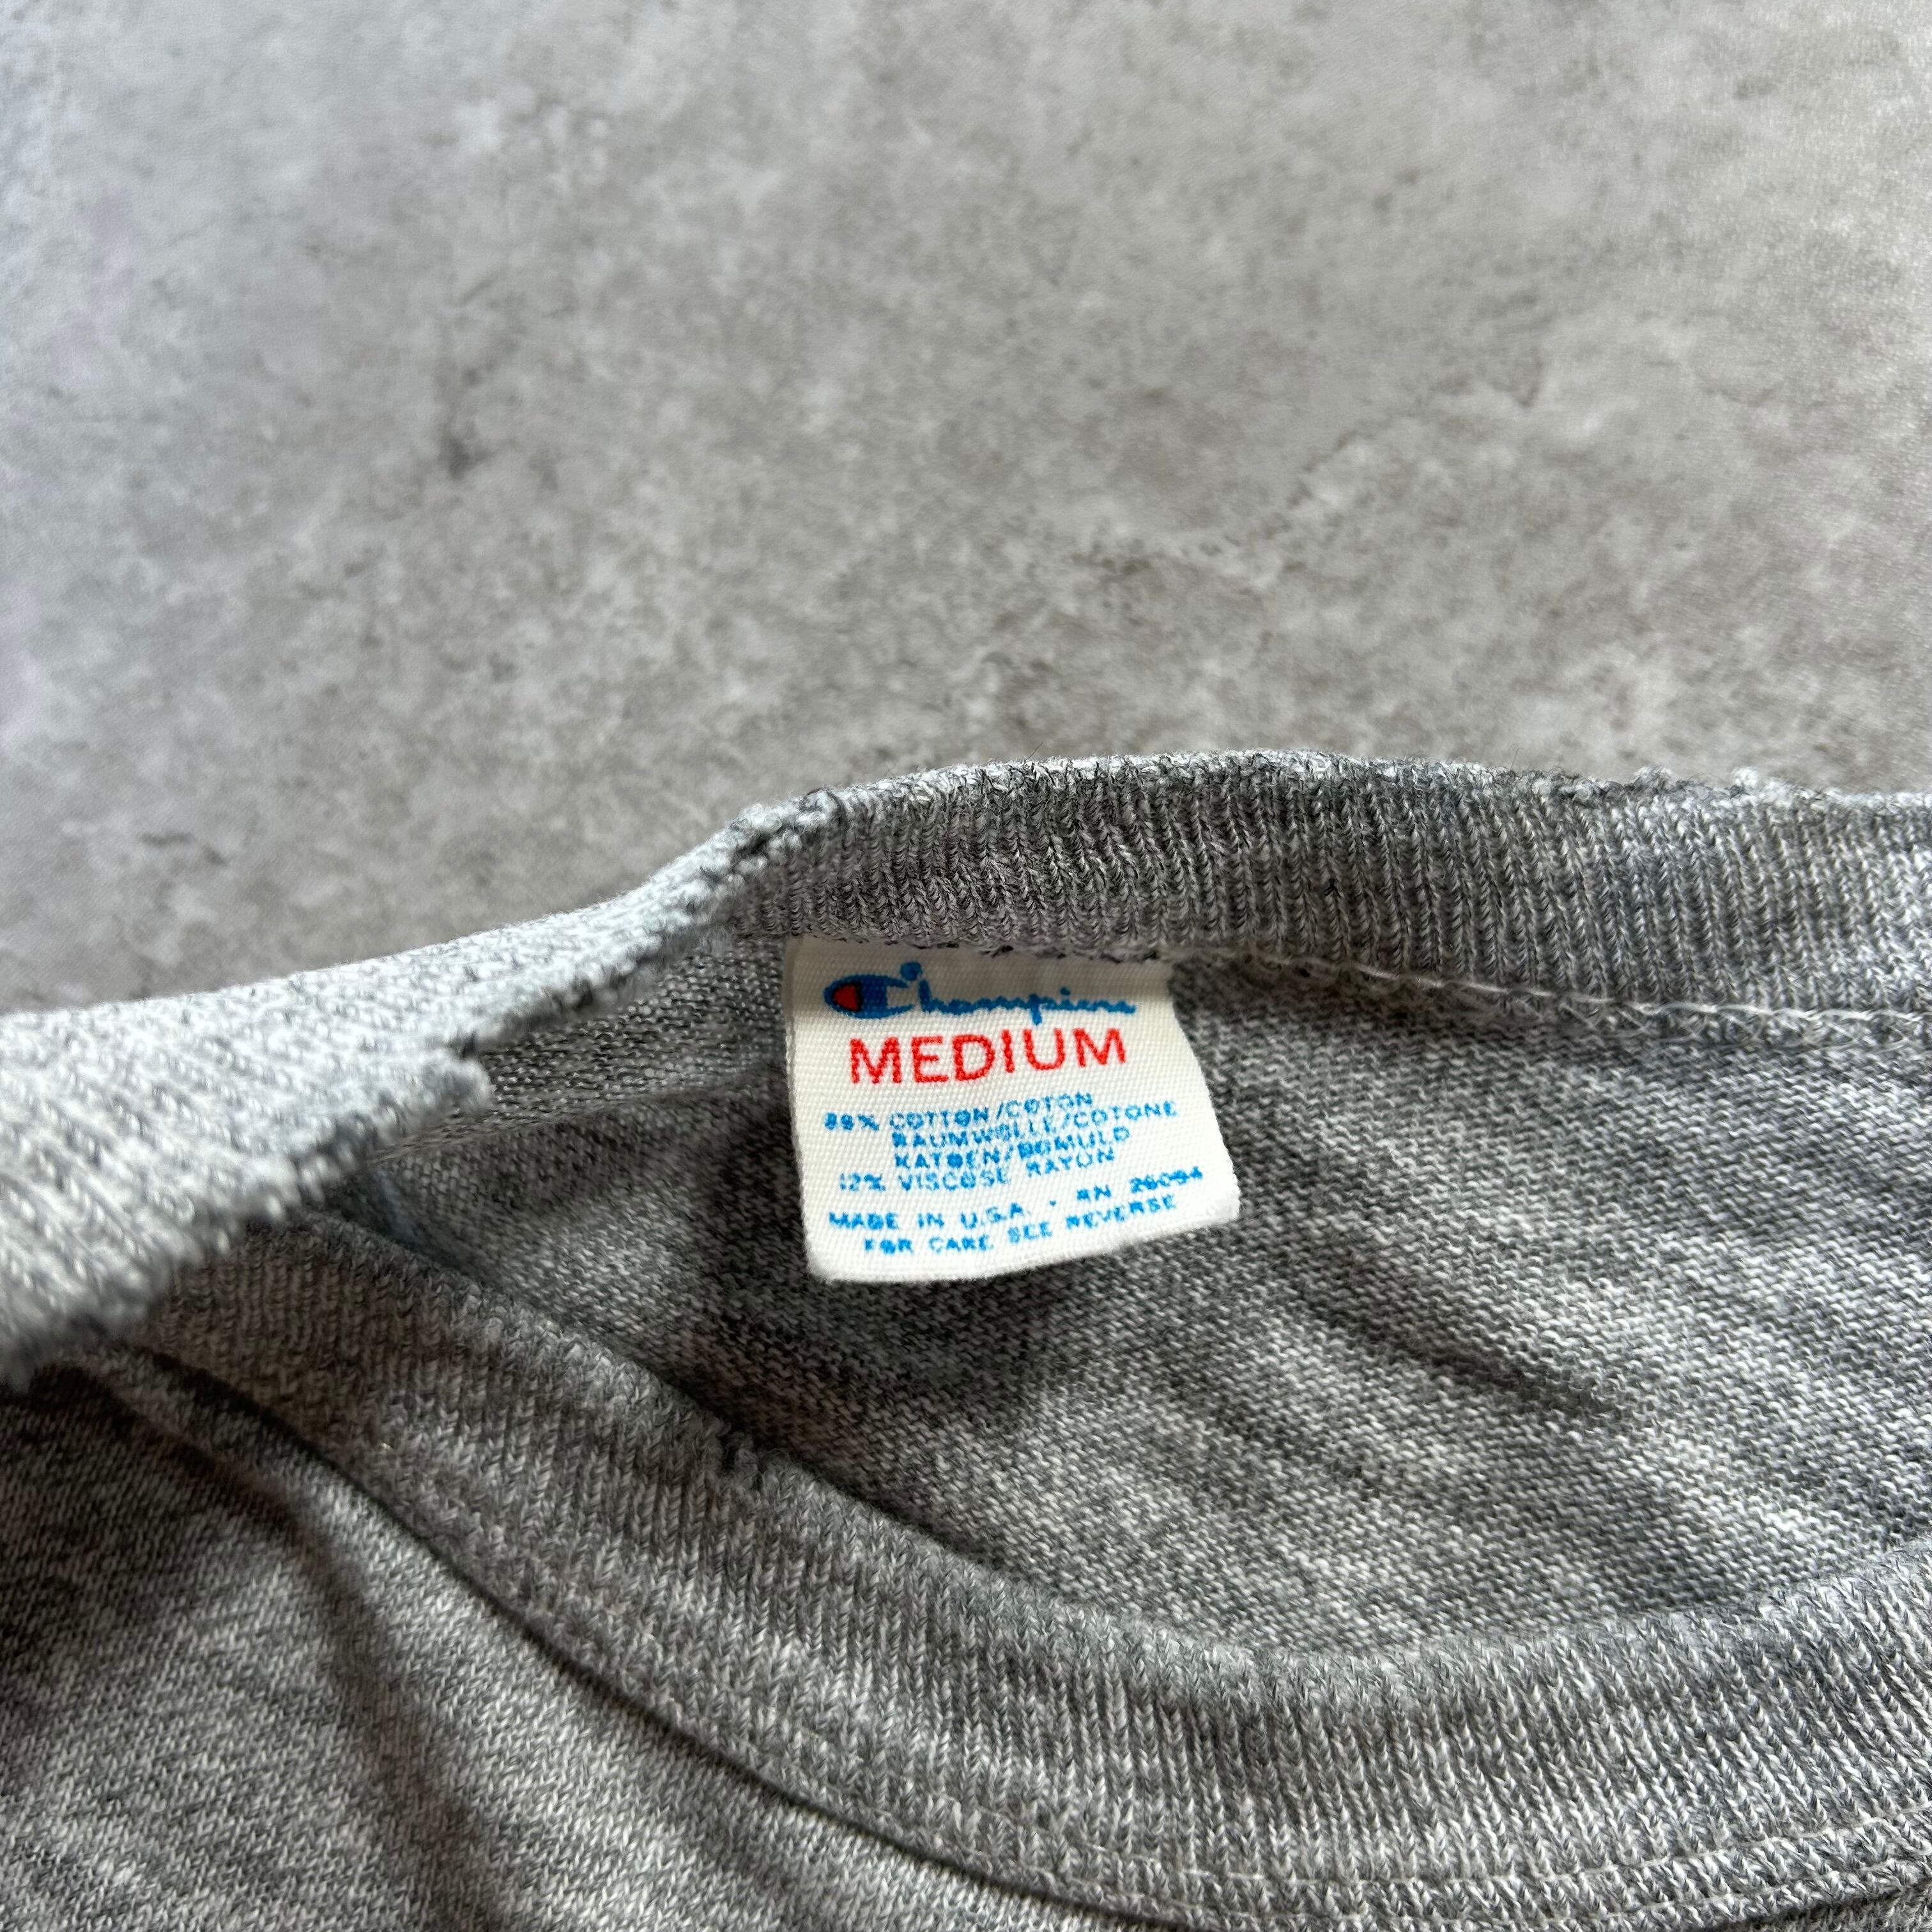 Champion
MEDIUM
88% COTTON/COTON
BAUMWOLLE/COTONE
KATOEN/BOMULD
12% VISCOSE RAYON
MADE IN U.S.A. • RN 26094
FOR CARE SEE REVERSE